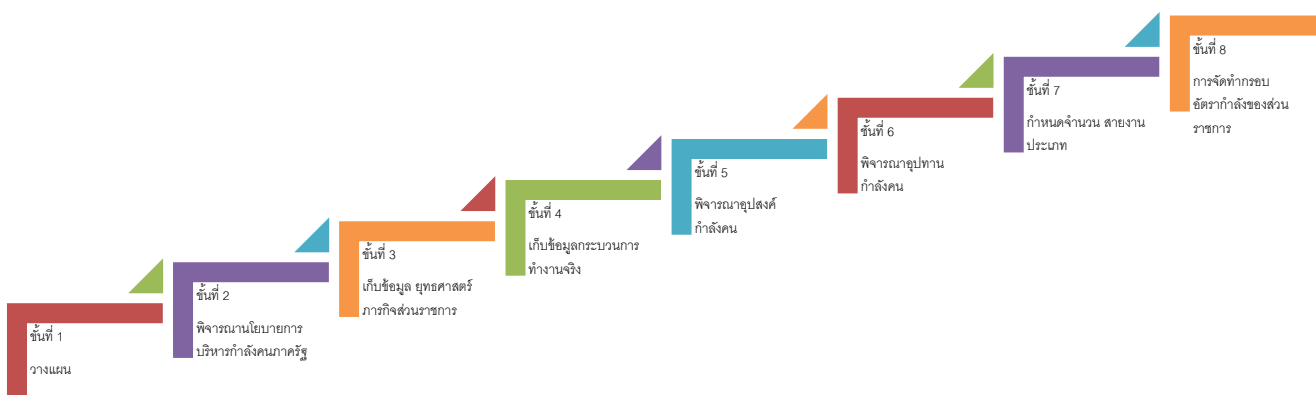 ขั้นที่ 1
วางแผน
ขั้นที่ 2
พิจารณานโยบายการ
บริหารกำลังคนภาครัฐ
ขั้นที่ 3
เก็บข้อมูล ยุทธศาสตร์
ภารกิจส่วนราชการ
ขั้นที่ 4
เก็บข้อมูลกระบวนการ
ทำงานจริง
ขั้นที่ 5
พิจารณาอุปสงค์
กำลังคน
ขั้นที่ 6
พิจารณาอุปทาน
กำลังคน
ขั้นที่ 7
กำหนดจำนวน สายงาน
ประเภท
ขั้นที่ 8
การจัดทำกรอบ
อัตรากำลังของส่วน
ราชการ